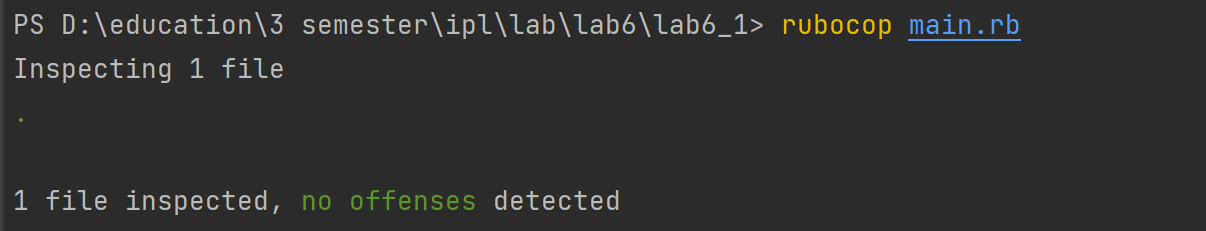 PS D:\education\3 semester\ipl\lab\lab6\lab6_1> rubocop main.rb
Inspecting 1 file
.
1 file inspected, no offenses detected